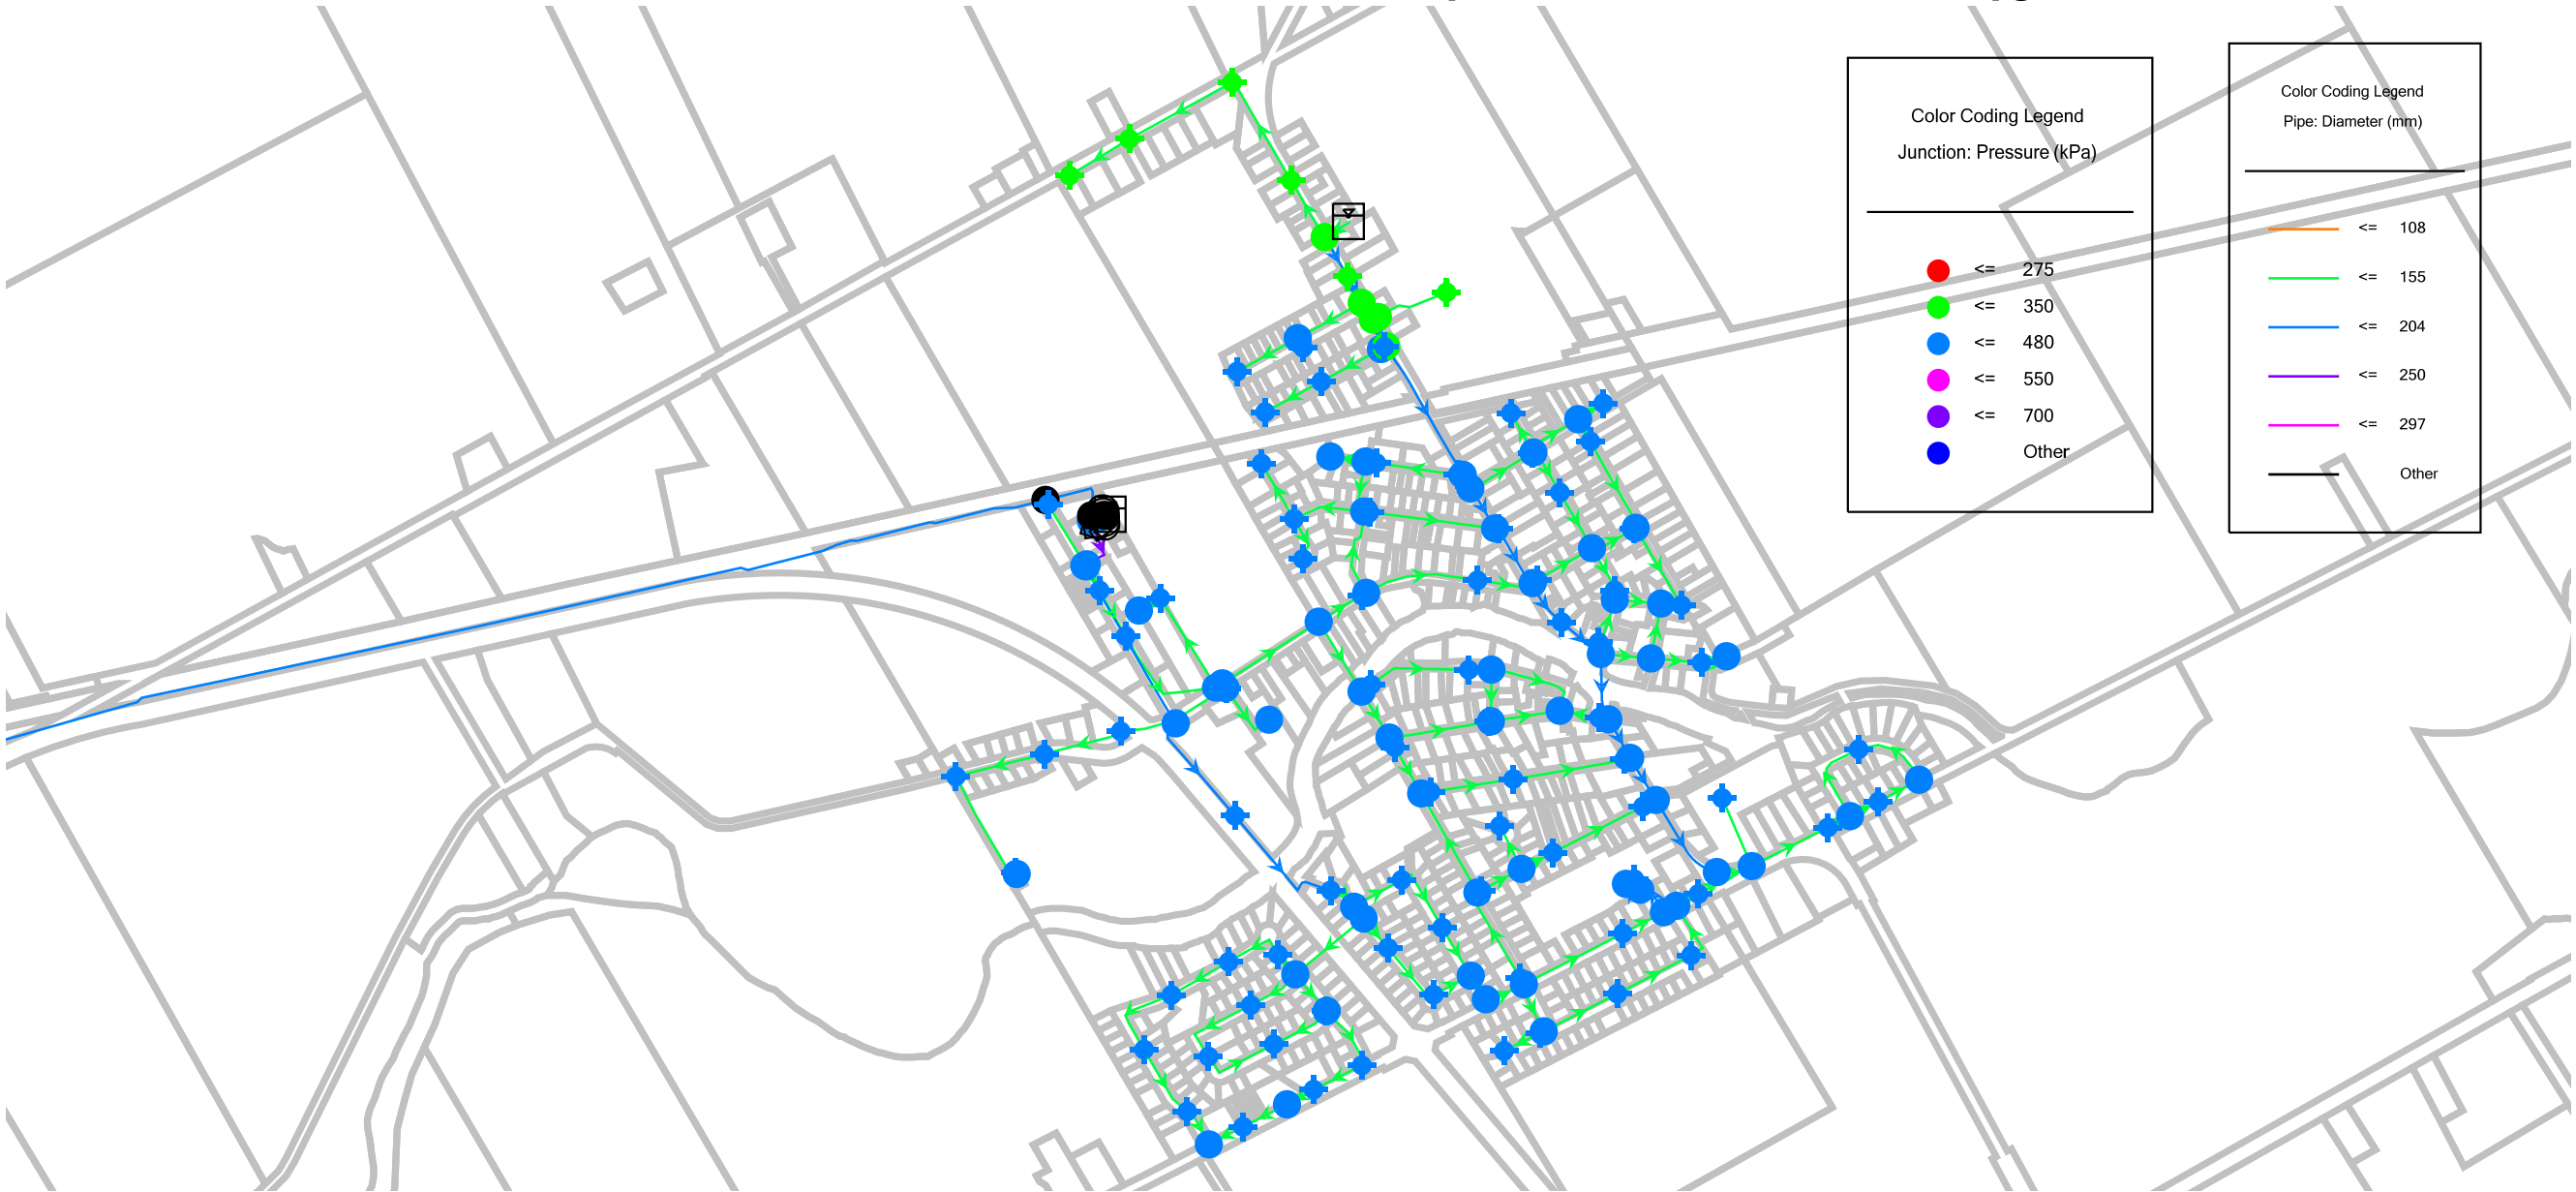 Color Coding Legend
Junction: Pressure (kPa)
<= 275
<= 350
<= 480
<= 550
<= 700
Other
Color Coding Legend
Pipe: Diameter (mm)
<= 108
<= 155
<= 204
<= 250
<= 297
Other